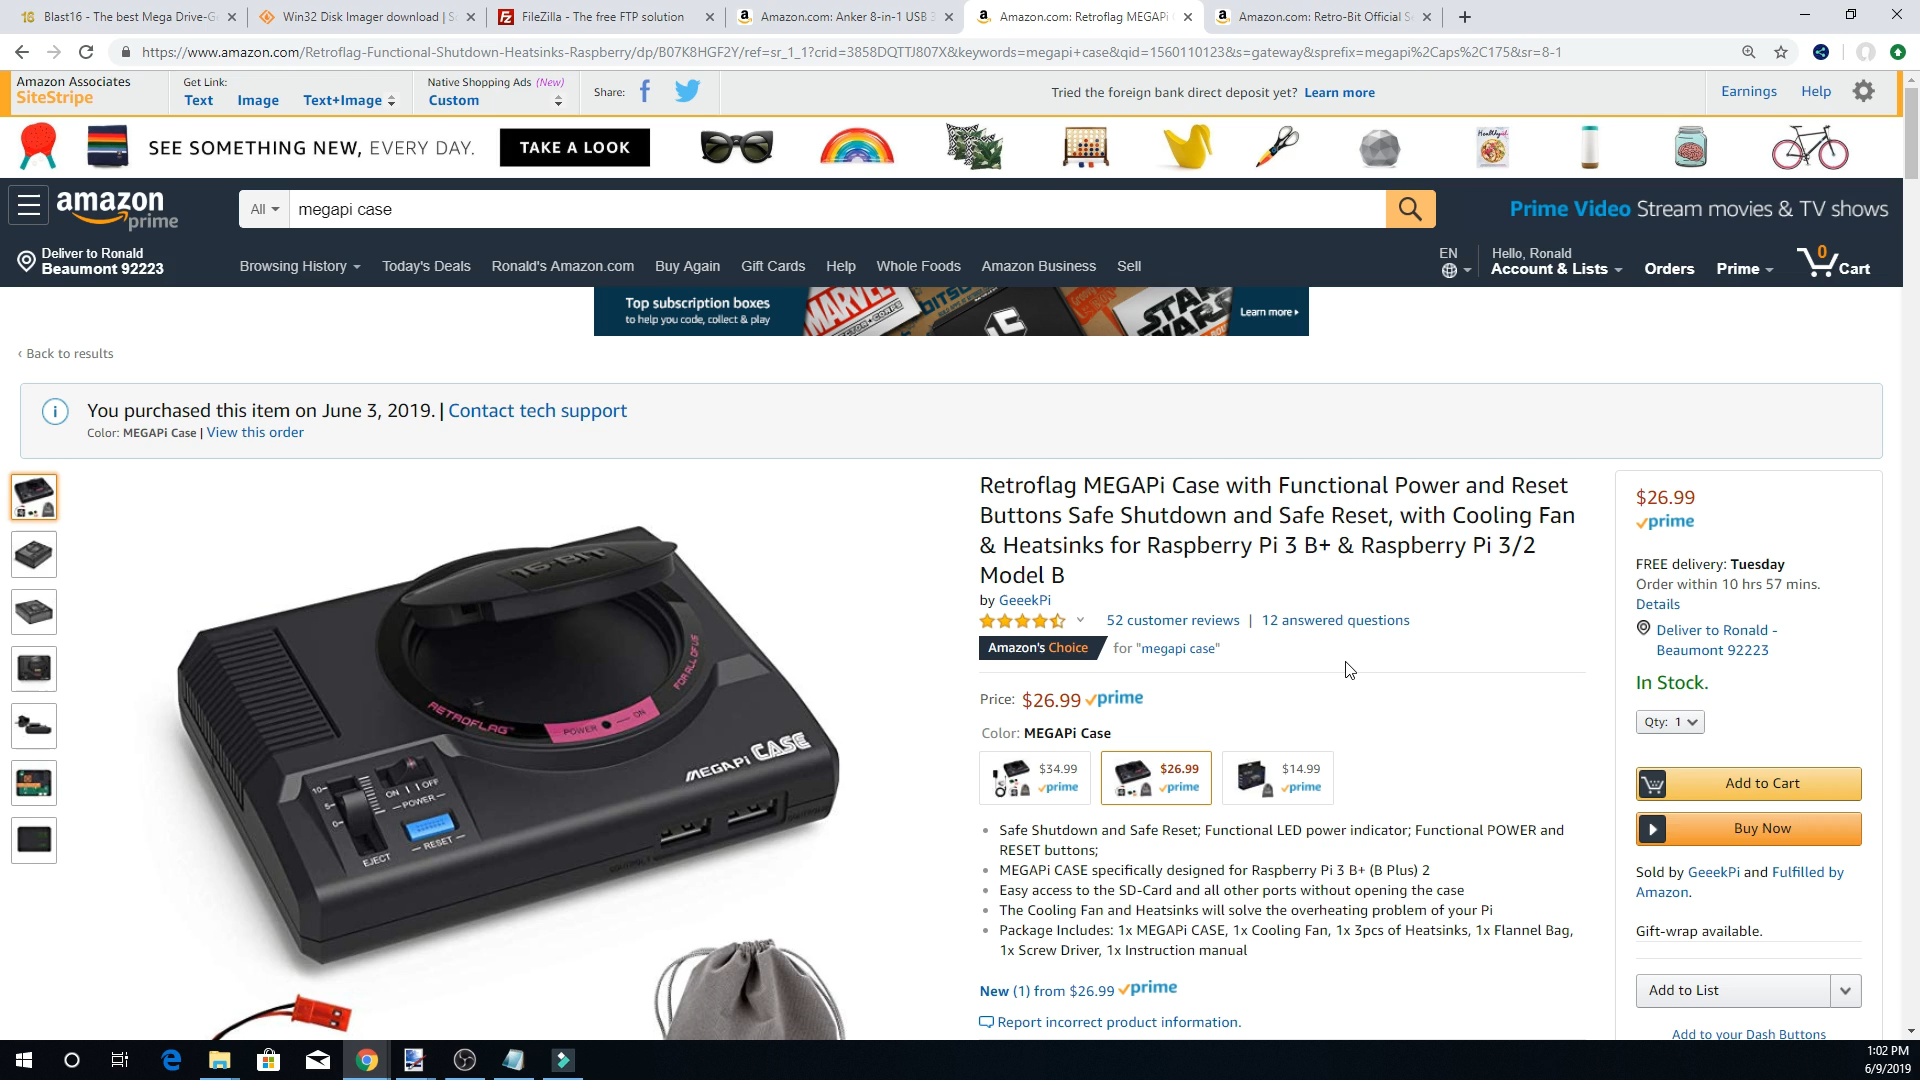 Blast16 - The best Mega Drive-G
Win32 Disk Imager download | S
FileZilla - The free FTP solution
Amazon.com: Anker 8-in-1 USB 3
Amazon.com: Retroflag MEGAPi
Amazon.com: Retro-Bit Official S
https://www.amazon.com/Retroflag-Functional-Shutdown-Heatsinks-Raspberry/dp/B07K8HGF2Y/ref=sr_1_1?crid=3858DQTTJ807X&keywords=megapi+case&qid=1560110123&s=gateway&sprefix=megapi%2Caps%2C175&sr=8-1
Amazon Associates
SiteStripe
Get Link:
Text Image Text+Image
Native Shopping Ads (New)
Custom
Share:
Tried the foreign bank direct deposit yet? Learn more
Earnings Help
SEE SOMETHING NEW, EVERY DAY.
TAKE A LOOK
amazon
prime
All
megapi case
Prime Video Stream movies & TV shows
Deliver to Ronald
Beaumont 92223
Browsing History Today's Deals Ronald's Amazon.com Buy Again Gift Cards Help Whole Foods Amazon Business Sell
EN
Hello, Ronald
Account & Lists
Orders
Prime
0
Cart
Top subscription boxes
to help you code, collect & play
MARVEL
STAR
WARS
Learn more
‹ Back to results
You purchased this item on June 3, 2019. | Contact tech support
Color: MEGAPi Case | View this order
16-BIT
RETROFLAG
POWER ON
FOR ALL OF US
MEGAPi CASE
10
5
0
ON OFF
POWER
EJECT
RESET
Retroflag MEGAPi Case with Functional Power and Reset
Buttons Safe Shutdown and Safe Reset, with Cooling Fan
& Heatsinks for Raspberry Pi 3 B+ & Raspberry Pi 3/2
Model B
by GeeekPi
52 customer reviews | 12 answered questions
Amazon's Choice for "megapi case"
Price: $26.99 prime
Color: MEGAPi Case
$34.99
prime
$26.99
prime
$14.99
prime
• Safe Shutdown and Safe Reset; Functional LED power indicator; Functional POWER and
RESET buttons;
• MEGAPi CASE specifically designed for Raspberry Pi 3 B+ (B Plus) 2
• Easy access to the SD-Card and all other ports without opening the case
• The Cooling Fan and Heatsinks will solve the overheating problem of your Pi
• Package Includes: 1x MEGAPi CASE, 1x Cooling Fan, 1x 3pcs of Heatsinks, 1x Flannel Bag,
1x Screw Driver, 1x Instruction manual
New (1) from $26.99 prime
Report incorrect product information.
$26.99
prime
FREE delivery: Tuesday
Order within 10 hrs 57 mins.
Details
Deliver to Ronald -
Beaumont 92223
In Stock.
Qty: 1
Add to Cart
Buy Now
Sold by GeeekPi and Fulfilled by
Amazon.
Gift-wrap available.
Add to List
Add to your Dash Buttons
1:02 PM
6/9/2019